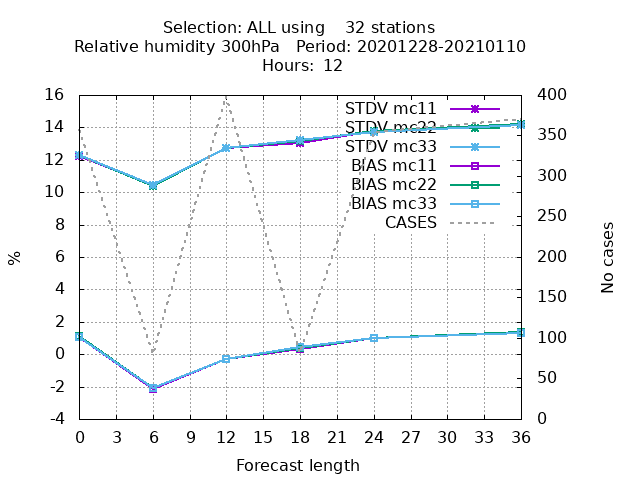 Selection: ALL using    32 stations
Relative humidity 300hPa   Period: 20201228-20210110
Hours:  12
16
14
12
10
8
6
4
2
0
-2
-4
%
400
350
300
250
200
150
100
50
0
No cases
STDV mc11
STDV mc22
STDV mc33
BIAS mc11
BIAS mc22
BIAS mc33
CASES
0 3 6 9 12 15 18 21 24 27 30 33 36
Forecast length